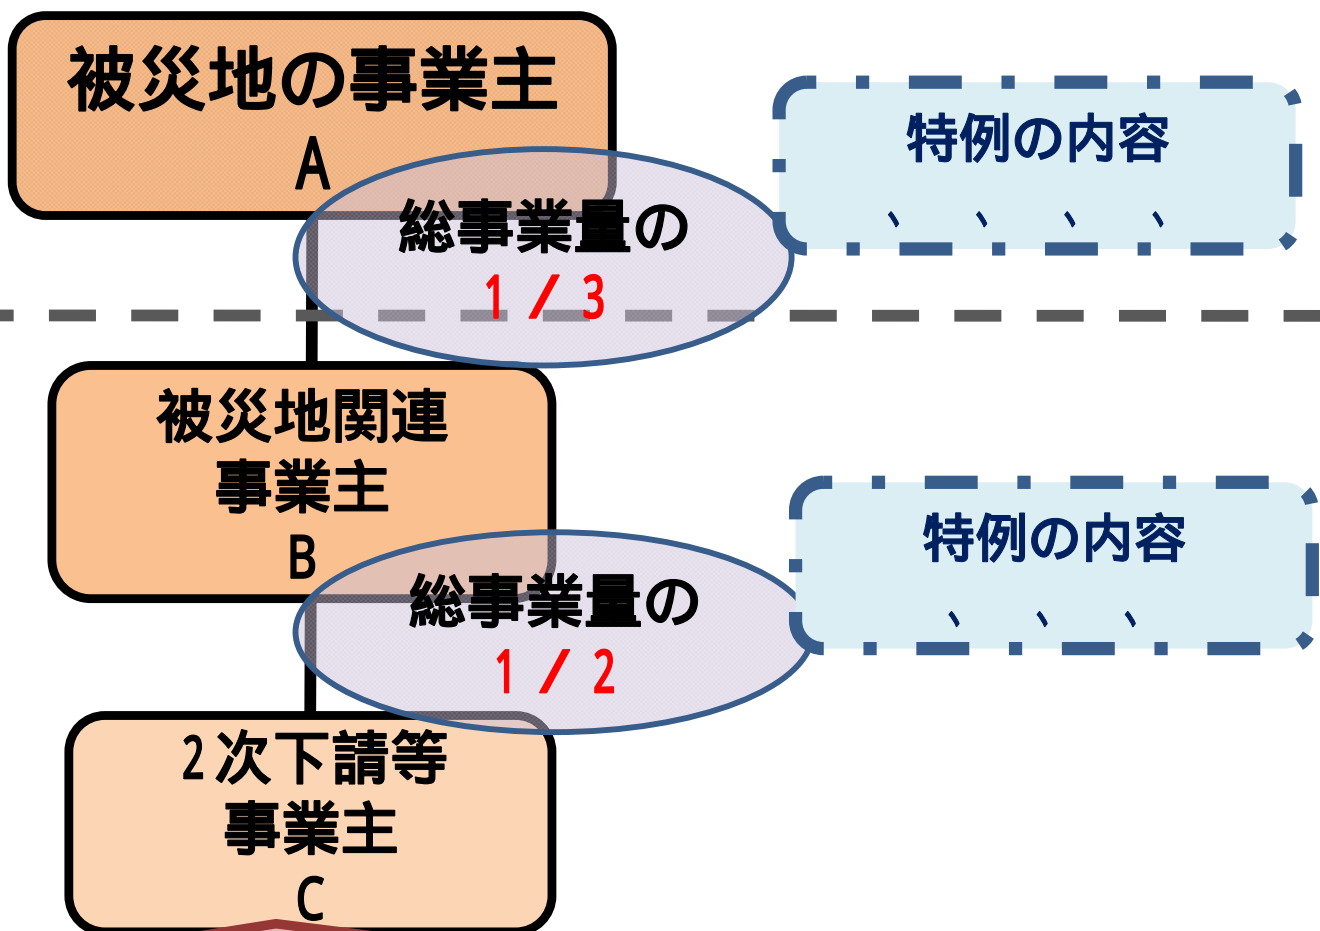 被災地の事業主
A
総事業量の
1/3
特例の内容
、、、、
被災地関連
事業主
B
総事業量の
1/2
特例の内容
、、、
2次下請等
事業主
C